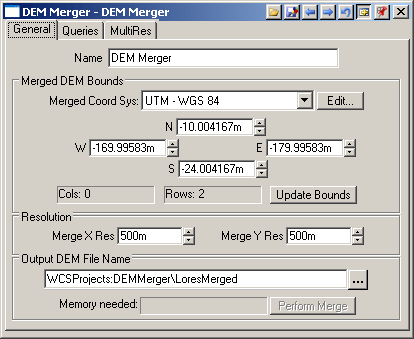 DEM Merger - DEM Merger
General Queries MultiRes
Name DEM Merger
Merged DEM Bounds
Merged Coord Sys: UTM - WGS 84 Edit...
N -10.004167m
W -169.99583m E -179.99583m
S -24.004167m
Cols: 0 Rows: 2 Update Bounds
Resolution
Merge X Res 500m Merge Y Res 500m
Output DEM File Name
WCSProjects:DEMMerger\LoresMerged ...
Memory needed: Perform Merge